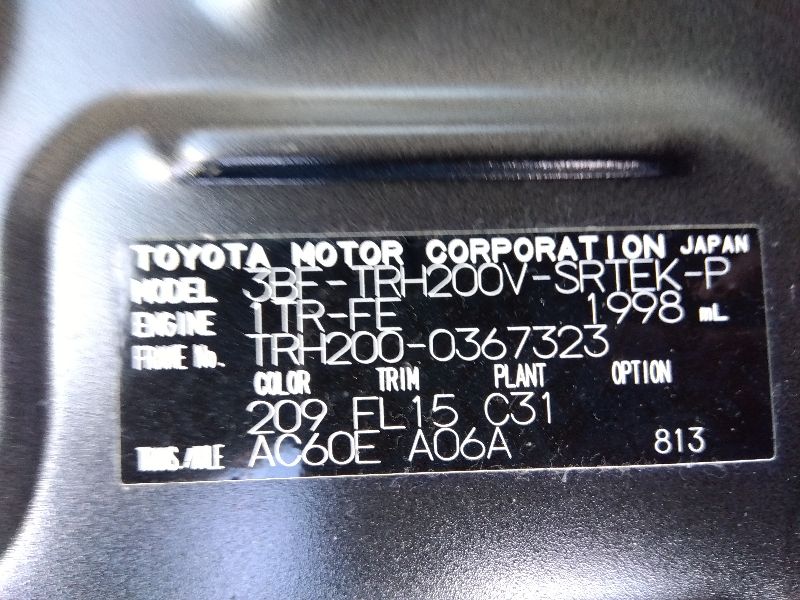 TOYOTA MOTOR CORPORATION JAPAN
MODEL 3BF-TRH200V-SRTEK-P
ENGINE 1TR-FE 1998 mL
FRAME No. TRH200-0367323
COLOR TRIM PLANT OPTION
209 FL15 C31
TRANS./AXLE AC60E A06A 813